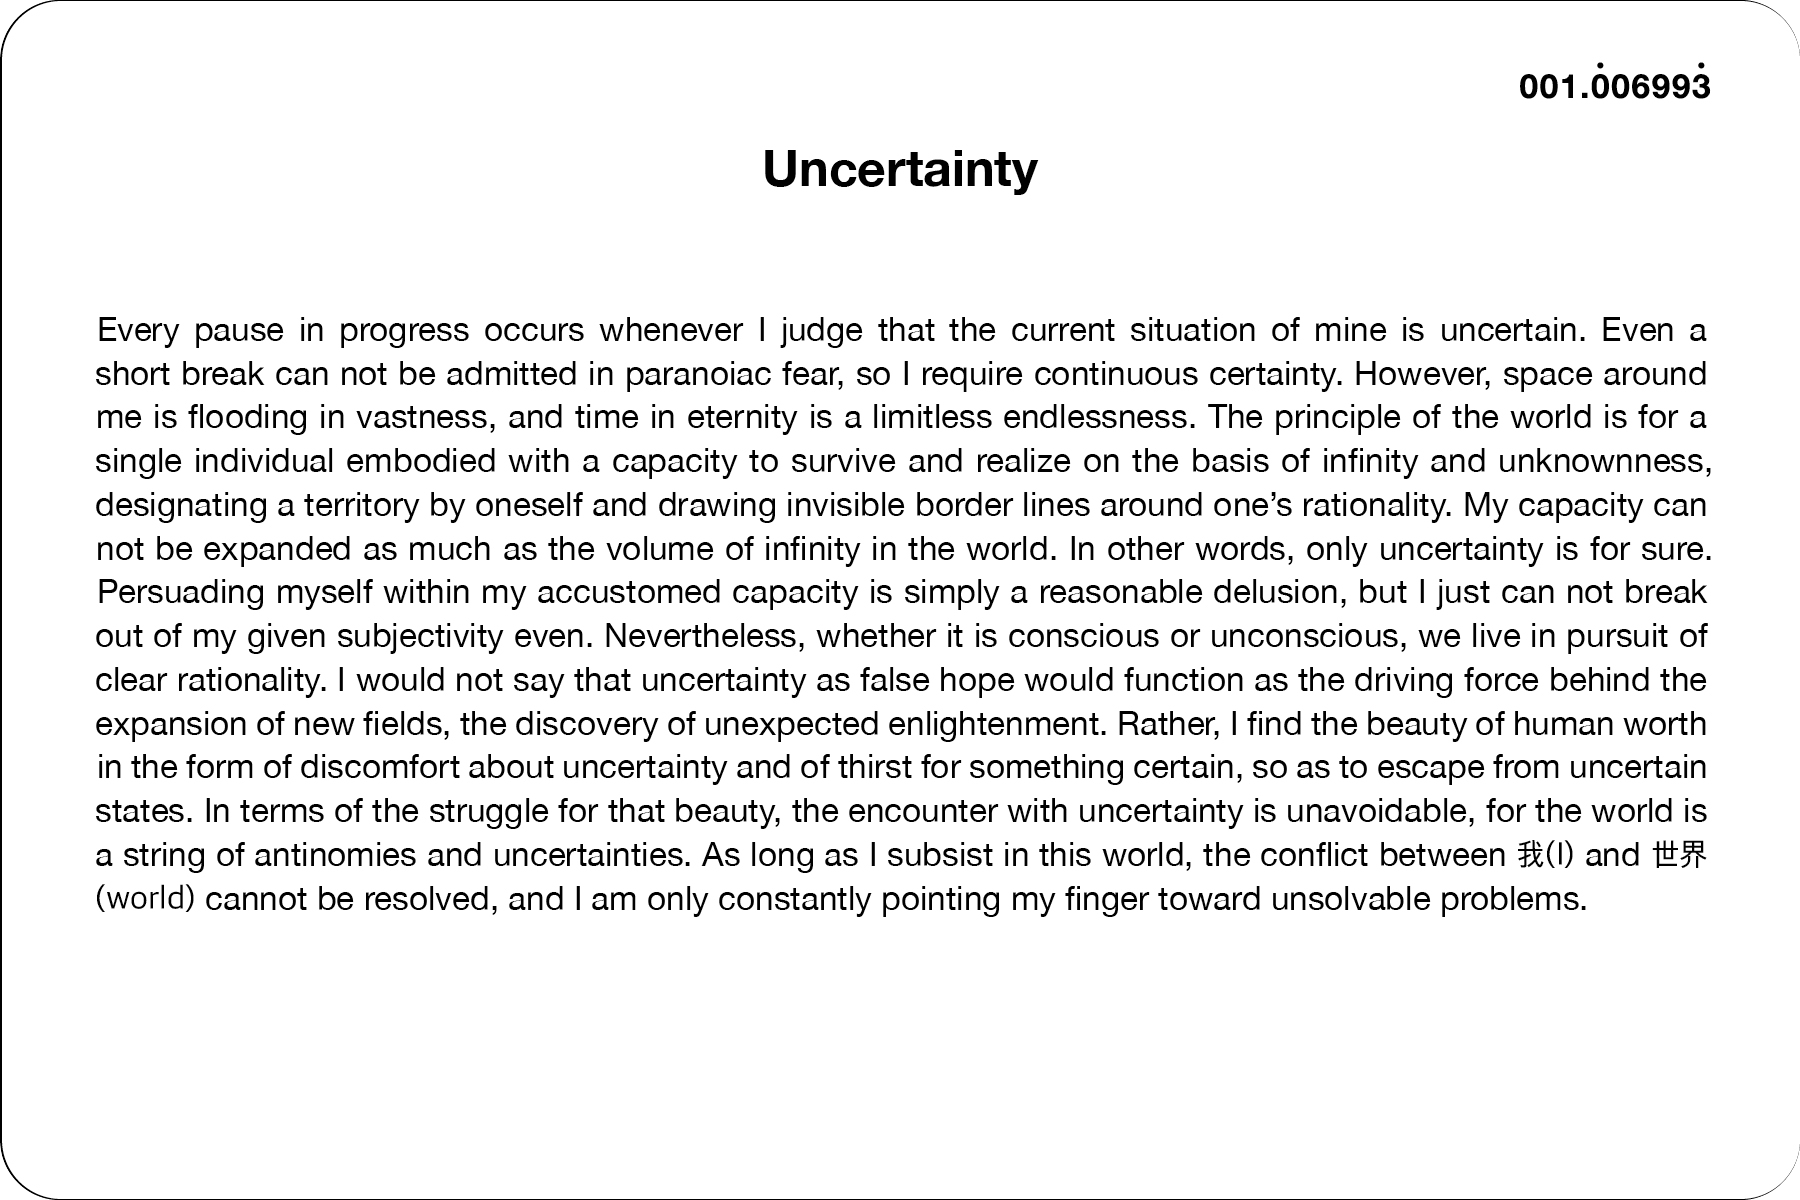 001.0̇069933̇
Uncertainty
Every pause in progress occurs whenever I judge that the current situation of mine is uncertain. Even a
short break can not be admitted in paranoiac fear, so I require continuous certainty. However, space around
me is flooding in vastness, and time in eternity is a limitless endlessness. The principle of the world is for a
single individual embodied with a capacity to survive and realize on the basis of infinity and unknownness,
designating a territory by oneself and drawing invisible border lines around one’s rationality. My capacity can
not be expanded as much as the volume of infinity in the world. In other words, only uncertainty is for sure.
Persuading myself within my accustomed capacity is simply a reasonable delusion, but I just can not break
out of my given subjectivity even. Nevertheless, whether it is conscious or unconscious, we live in pursuit of
clear rationality. I would not say that uncertainty as false hope would function as the driving force behind the
expansion of new fields, the discovery of unexpected enlightenment. Rather, I find the beauty of human worth
in the form of discomfort about uncertainty and of thirst for something certain, so as to escape from uncertain
states. In terms of the struggle for that beauty, the encounter with uncertainty is unavoidable, for the world is
a string of antinomies and uncertainties. As long as I subsist in this world, the conflict between 我(I) and 世界
(world) cannot be resolved, and I am only constantly pointing my finger toward unsolvable problems.